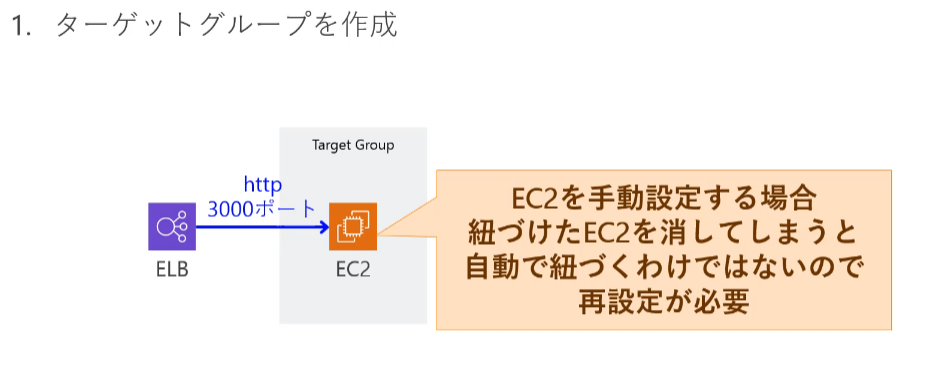 1. ターゲットグループを作成
Target Group
http
3000ポート
ELB
EC2
EC2を手動設定する場合
紐づけたEC2を消してしまうと
自動で紐づくわけではないので
再設定が必要